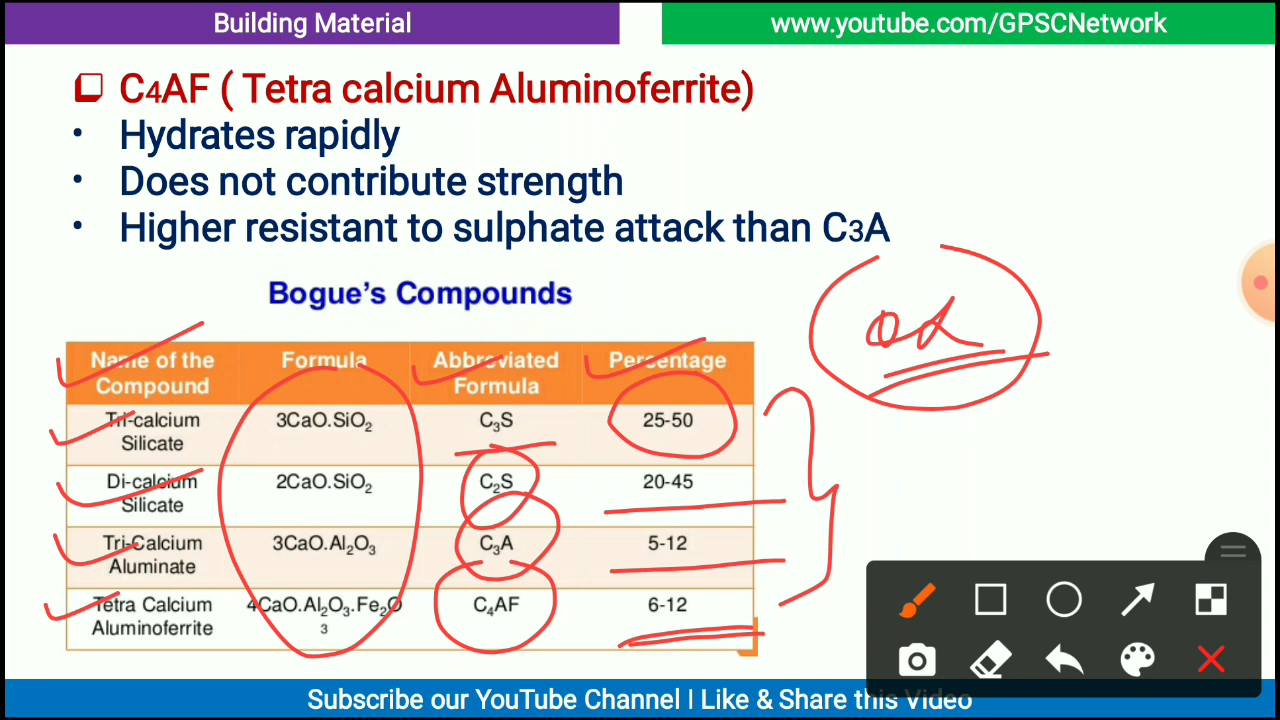 Building Material
www.youtube.com/GPSCNetwork
C4AF ( Tetra calcium Aluminoferrite)
• Hydrates rapidly
• Does not contribute strength
• Higher resistant to sulphate attack than C3A
Bogue's Compounds
Name of the Compound Formula Abbreviated Formula Percentage
Tri-calcium Silicate 3CaO.SiO₂ C₃S 25-50
Di-calcium Silicate 2CaO.SiO₂ C₂S 20-45
Tri-Calcium Aluminate 3CaO.Al₂O₃ C₃A 5-12
Tetra Calcium Aluminoferrite 4CaO.Al₂O₃.Fe₂O₃ C₄AF 6-12
Subscribe our YouTube Channel I Like & Share this Video